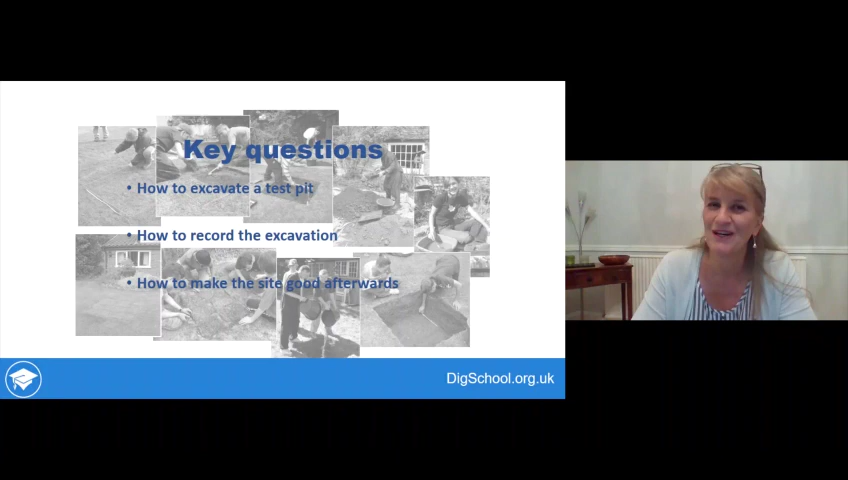 Key questions
• How to excavate a test pit
• How to record the excavation
• How to make the site good afterwards
DigSchool.org.uk